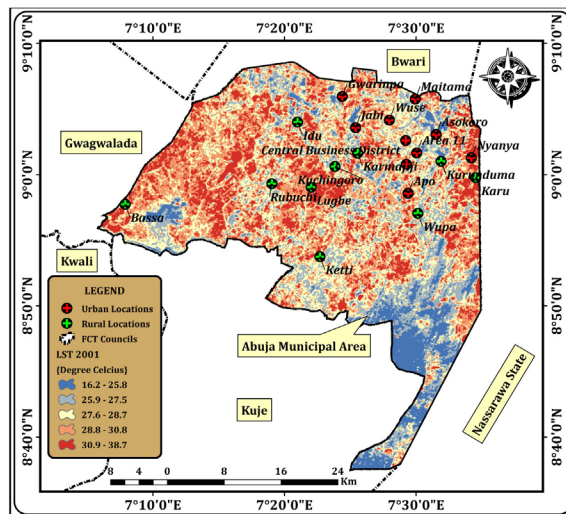 7°10'0"E 7°20'0"E 7°30'0"E
9°10'0"N
9°10'0"N
Bwari
Gwarinpa
Maitama
Jabi
Wuse
Asokoro
Idu
Gwagwalada
Central Business District
Area 11
Nyanya
9°0'0"N
9°0'0"N
Karmajiji
Kuchingoro
Kurunduma
Rubuchi
Lugbe
Apo
Karu
Bassa
Wupa
Kwali
Ketti
LEGEND
Urban Locations
Rural Locations
FCT Councils
LST 2001
{Degree Celcius}
16.2 - 25.8
25.9 - 27.5
27.6 - 28.7
28.8 - 30.8
30.9 - 38.7
8°50'0"N
8°50'0"N
Abuja Municipal Area
Kuje
Nassarawa State
8°40'0"N
8°40'0"N
8 4 0 8 16 24
Km
7°10'0"E 7°20'0"E 7°30'0"E